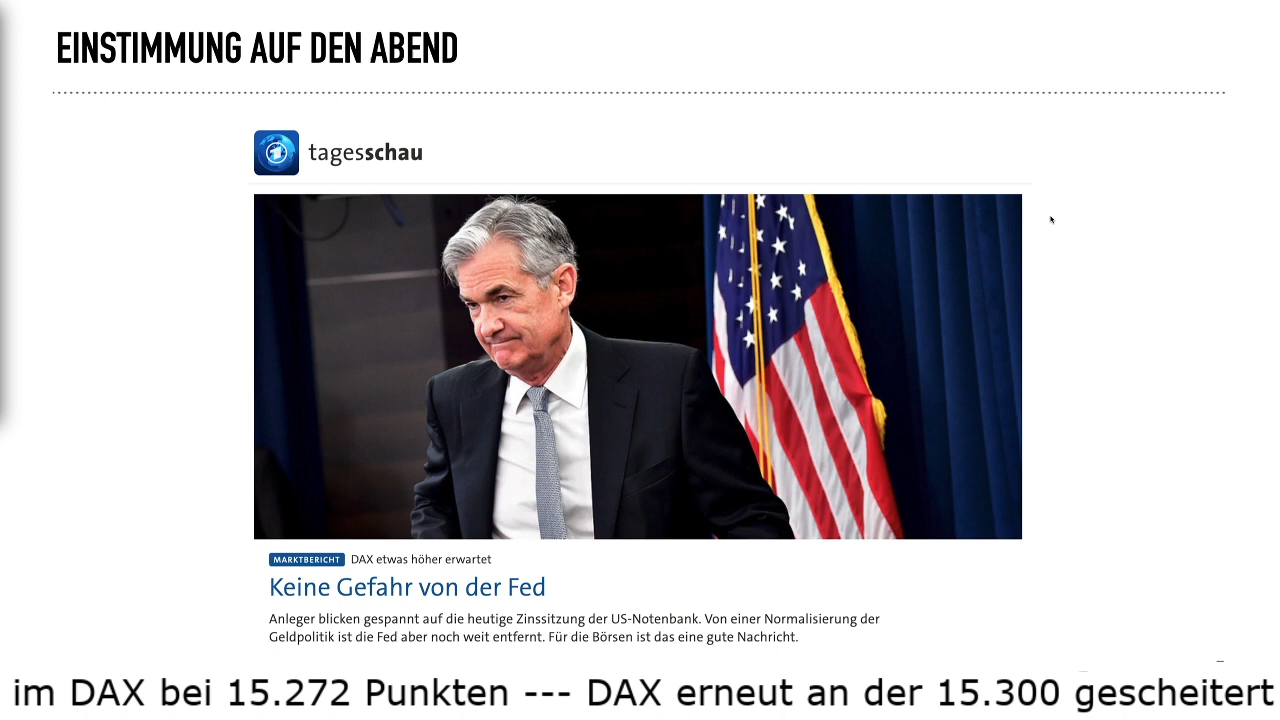 EINSTIMMUNG AUF DEN ABEND
tagesschau
MARKTBERICHT DAX etwas höher erwartet
Keine Gefahr von der Fed
Anleger blicken gespannt auf die heutige Zinssitzung der US-Notenbank. Von einer Normalisierung der
Geldpolitik ist die Fed aber noch weit entfernt. Für die Börsen ist das eine gute Nachricht.
im DAX bei 15.272 Punkten --- DAX erneut an der 15.300 gescheitert